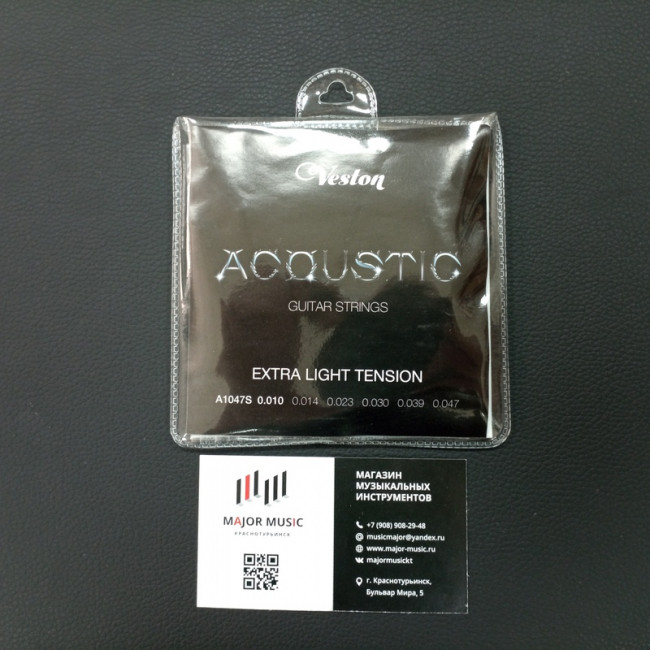 Veston
ACOUSTIC
GUITAR STRINGS
EXTRA LIGHT TENSION
A1047S 0.010 0.014 0.023 0.030 0.039 0.047
MAJOR MUSIC
КРАСНОТУРЬИНСК
МАГАЗИН
МУЗЫКАЛЬНЫХ
ИНСТРУМЕНТОВ
+7 (908) 908-29-48
musicmajor@yandex.ru
www.major-music.ru
majormusickt
г. Краснотурьинск,
Бульвар Мира, 5